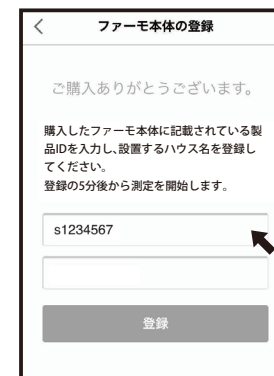 ファーモ本体の登録
ご購入ありがとうございます。
購入したファーモ本体に記載されている製
品IDを入力し、設置するハウス名を登録し
てください。
登録の5分後から測定を開始します。
s1234567
登録